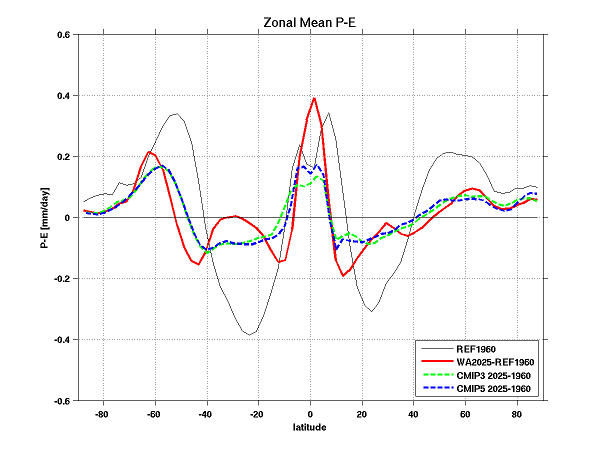 Zonal Mean P-E
P-E [mm/day]
0.6
0.4
0.2
0
-0.2
-0.4
-0.6
-80 -60 -40 -20 0 20 40 60 80
latitude
REF1960
WA2025-REF1960
CMIP3 2025-1960
CMIP5 2025-1960